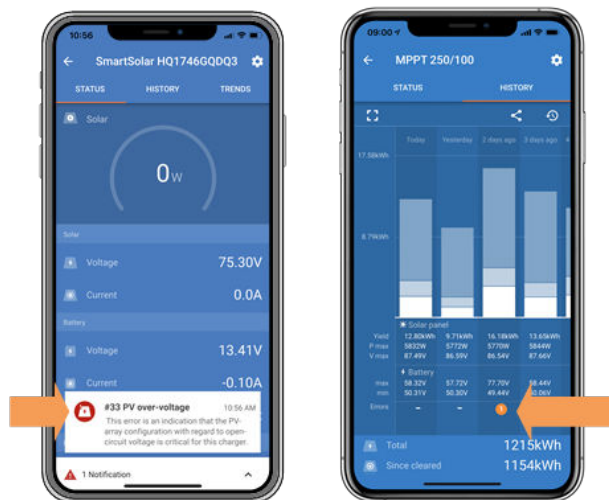 10:56
SmartSolar HQ1746GQDQ3
STATUS HISTORY TRENDS
Solar
0W
Solar
Voltage 75.30V
Current 0.0A
Battery
Voltage 13.41V
Current -0.10A
#33 PV over-voltage 10:56 AM
This error is an indication that the PV-
array configuration with regard to open-
circuit voltage is critical for this charger.
1 Notification
09:00
MPPT 250/100
STATUS HISTORY
Today Yesterday 2 days ago 3 days ago 4
17.58kWh
8.79kWh
Solar panel
Yield 12.80kWh 9.71kWh 16.18kWh 13.65kWh
P max 5832W 5772W 5770W 5844W
V max 87.49V 86.59V 86.54V 87.66V
Battery
max 58.32V 57.72V 77.70V 58.44V
min 50.31V 50.30V 49.44V
Errors - - 1
Total 1215kWh
Since cleared 1154kWh